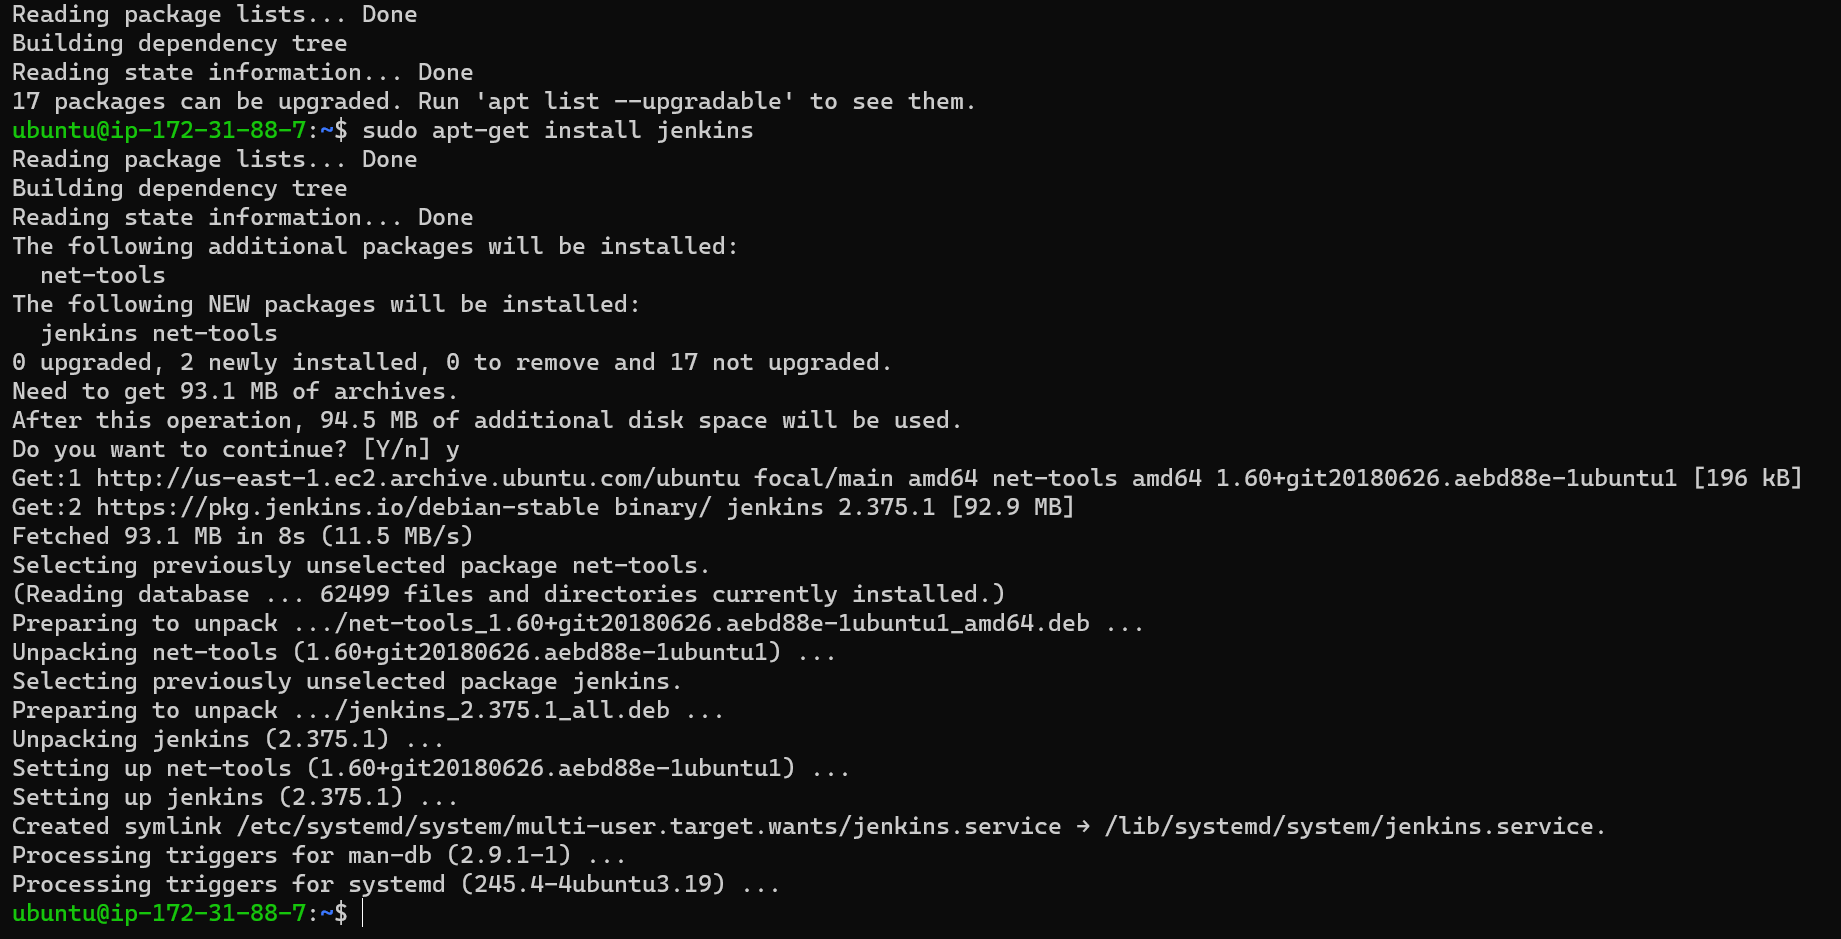 Reading package lists... Done
Building dependency tree
Reading state information... Done
17 packages can be upgraded. Run 'apt list --upgradable' to see them.
ubuntu@ip-172-31-88-7:~$ sudo apt-get install jenkins
Reading package lists... Done
Building dependency tree
Reading state information... Done
The following additional packages will be installed:
  net-tools
The following NEW packages will be installed:
  jenkins net-tools
0 upgraded, 2 newly installed, 0 to remove and 17 not upgraded.
Need to get 93.1 MB of archives.
After this operation, 94.5 MB of additional disk space will be used.
Do you want to continue? [Y/n] y
Get:1 http://us-east-1.ec2.archive.ubuntu.com/ubuntu focal/main amd64 net-tools amd64 1.60+git20180626.aebd88e-1ubuntu1 [196 kB]
Get:2 https://pkg.jenkins.io/debian-stable binary/ jenkins 2.375.1 [92.9 MB]
Fetched 93.1 MB in 8s (11.5 MB/s)
Selecting previously unselected package net-tools.
(Reading database ... 62499 files and directories currently installed.)
Preparing to unpack .../net-tools_1.60+git20180626.aebd88e-1ubuntu1_amd64.deb ...
Unpacking net-tools (1.60+git20180626.aebd88e-1ubuntu1) ...
Selecting previously unselected package jenkins.
Preparing to unpack .../jenkins_2.375.1_all.deb ...
Unpacking jenkins (2.375.1) ...
Setting up net-tools (1.60+git20180626.aebd88e-1ubuntu1) ...
Setting up jenkins (2.375.1) ...
Created symlink /etc/systemd/system/multi-user.target.wants/jenkins.service → /lib/systemd/system/jenkins.service.
Processing triggers for man-db (2.9.1-1) ...
Processing triggers for systemd (245.4-4ubuntu3.19) ...
ubuntu@ip-172-31-88-7:~$